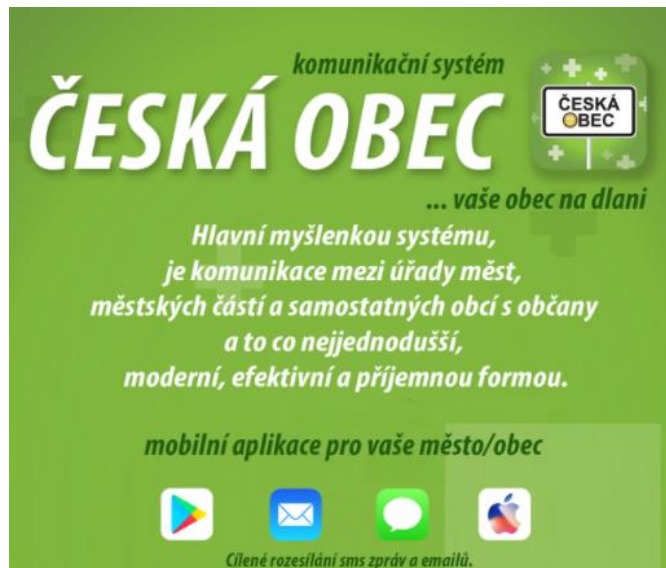 komunikační systém
ČESKÁ OBEC
ČESKÁ
OBEC
... vaše obec na dlani
Hlavní myšlenkou systému,
je komunikace mezi úřady měst,
městských částí a samostatných obcí s občany
a to co nejjednodušší,
moderní, efektivní a příjemnou formou.
mobilní aplikace pro vaše město/obec
Cílené rozesílání sms zpráv a emailů.